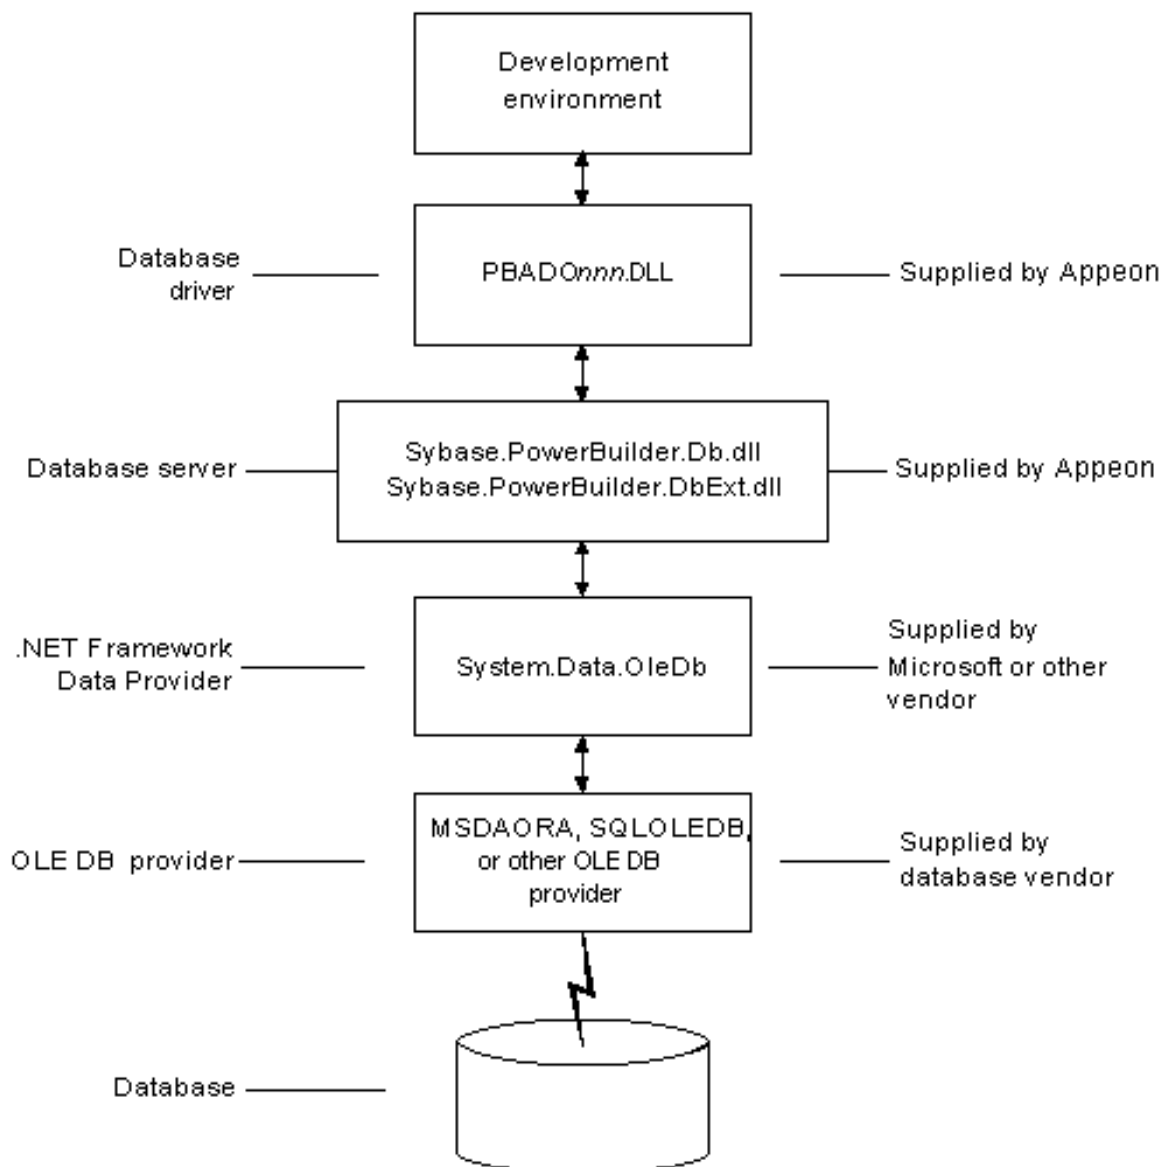 Development
environment
Database
driver
PBADOnnn.DLL
Supplied by Appeon
Database server
Sybase.PowerBuilder.Db.dll
Sybase.PowerBuilder.DbExt.dll
Supplied by Appeon
.NET Framework
Data Provider
System.Data.OleDb
Supplied by
Microsoft or other
vendor
OLE DB provider
MSDAORA, SQLOLEDB,
or other OLE DB
provider
Supplied by
database vendor
Database